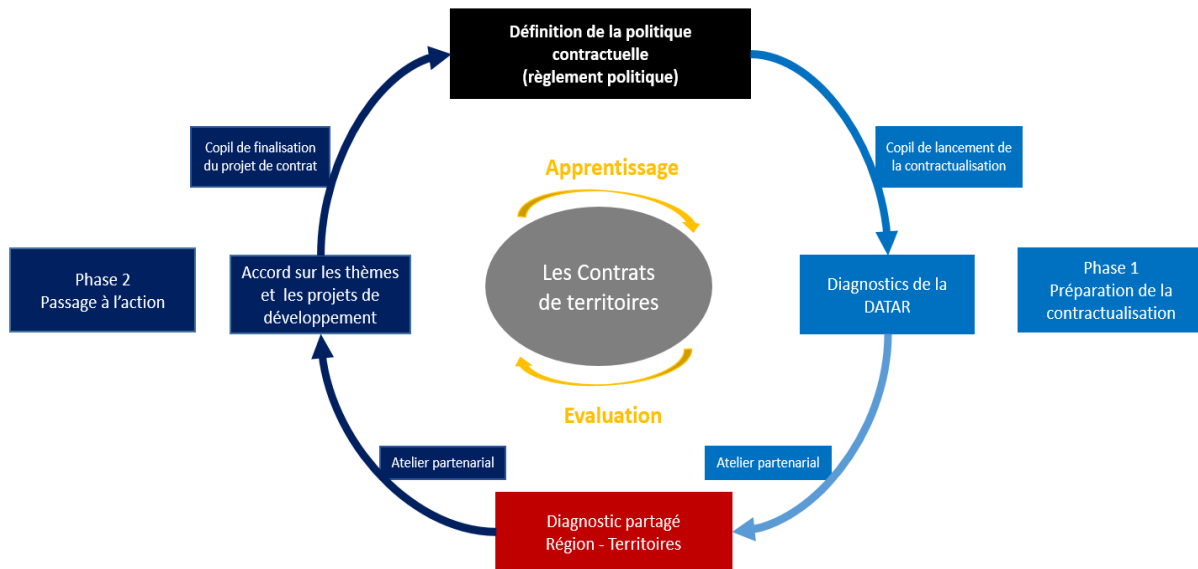 Définition de la politique
contractuelle
(règlement politique)
Copil de finalisation
du projet de contrat
Copil de lancement de
la contractualisation
Apprentissage
Phase 2
Passage à l'action
Accord sur les thèmes
et les projets de
développement
Les Contrats
de territoires
Diagnostics de la
DATAR
Phase 1
Préparation de la
contractualisation
Evaluation
Atelier partenarial
Atelier partenarial
Diagnostic partagé
Région - Territoires